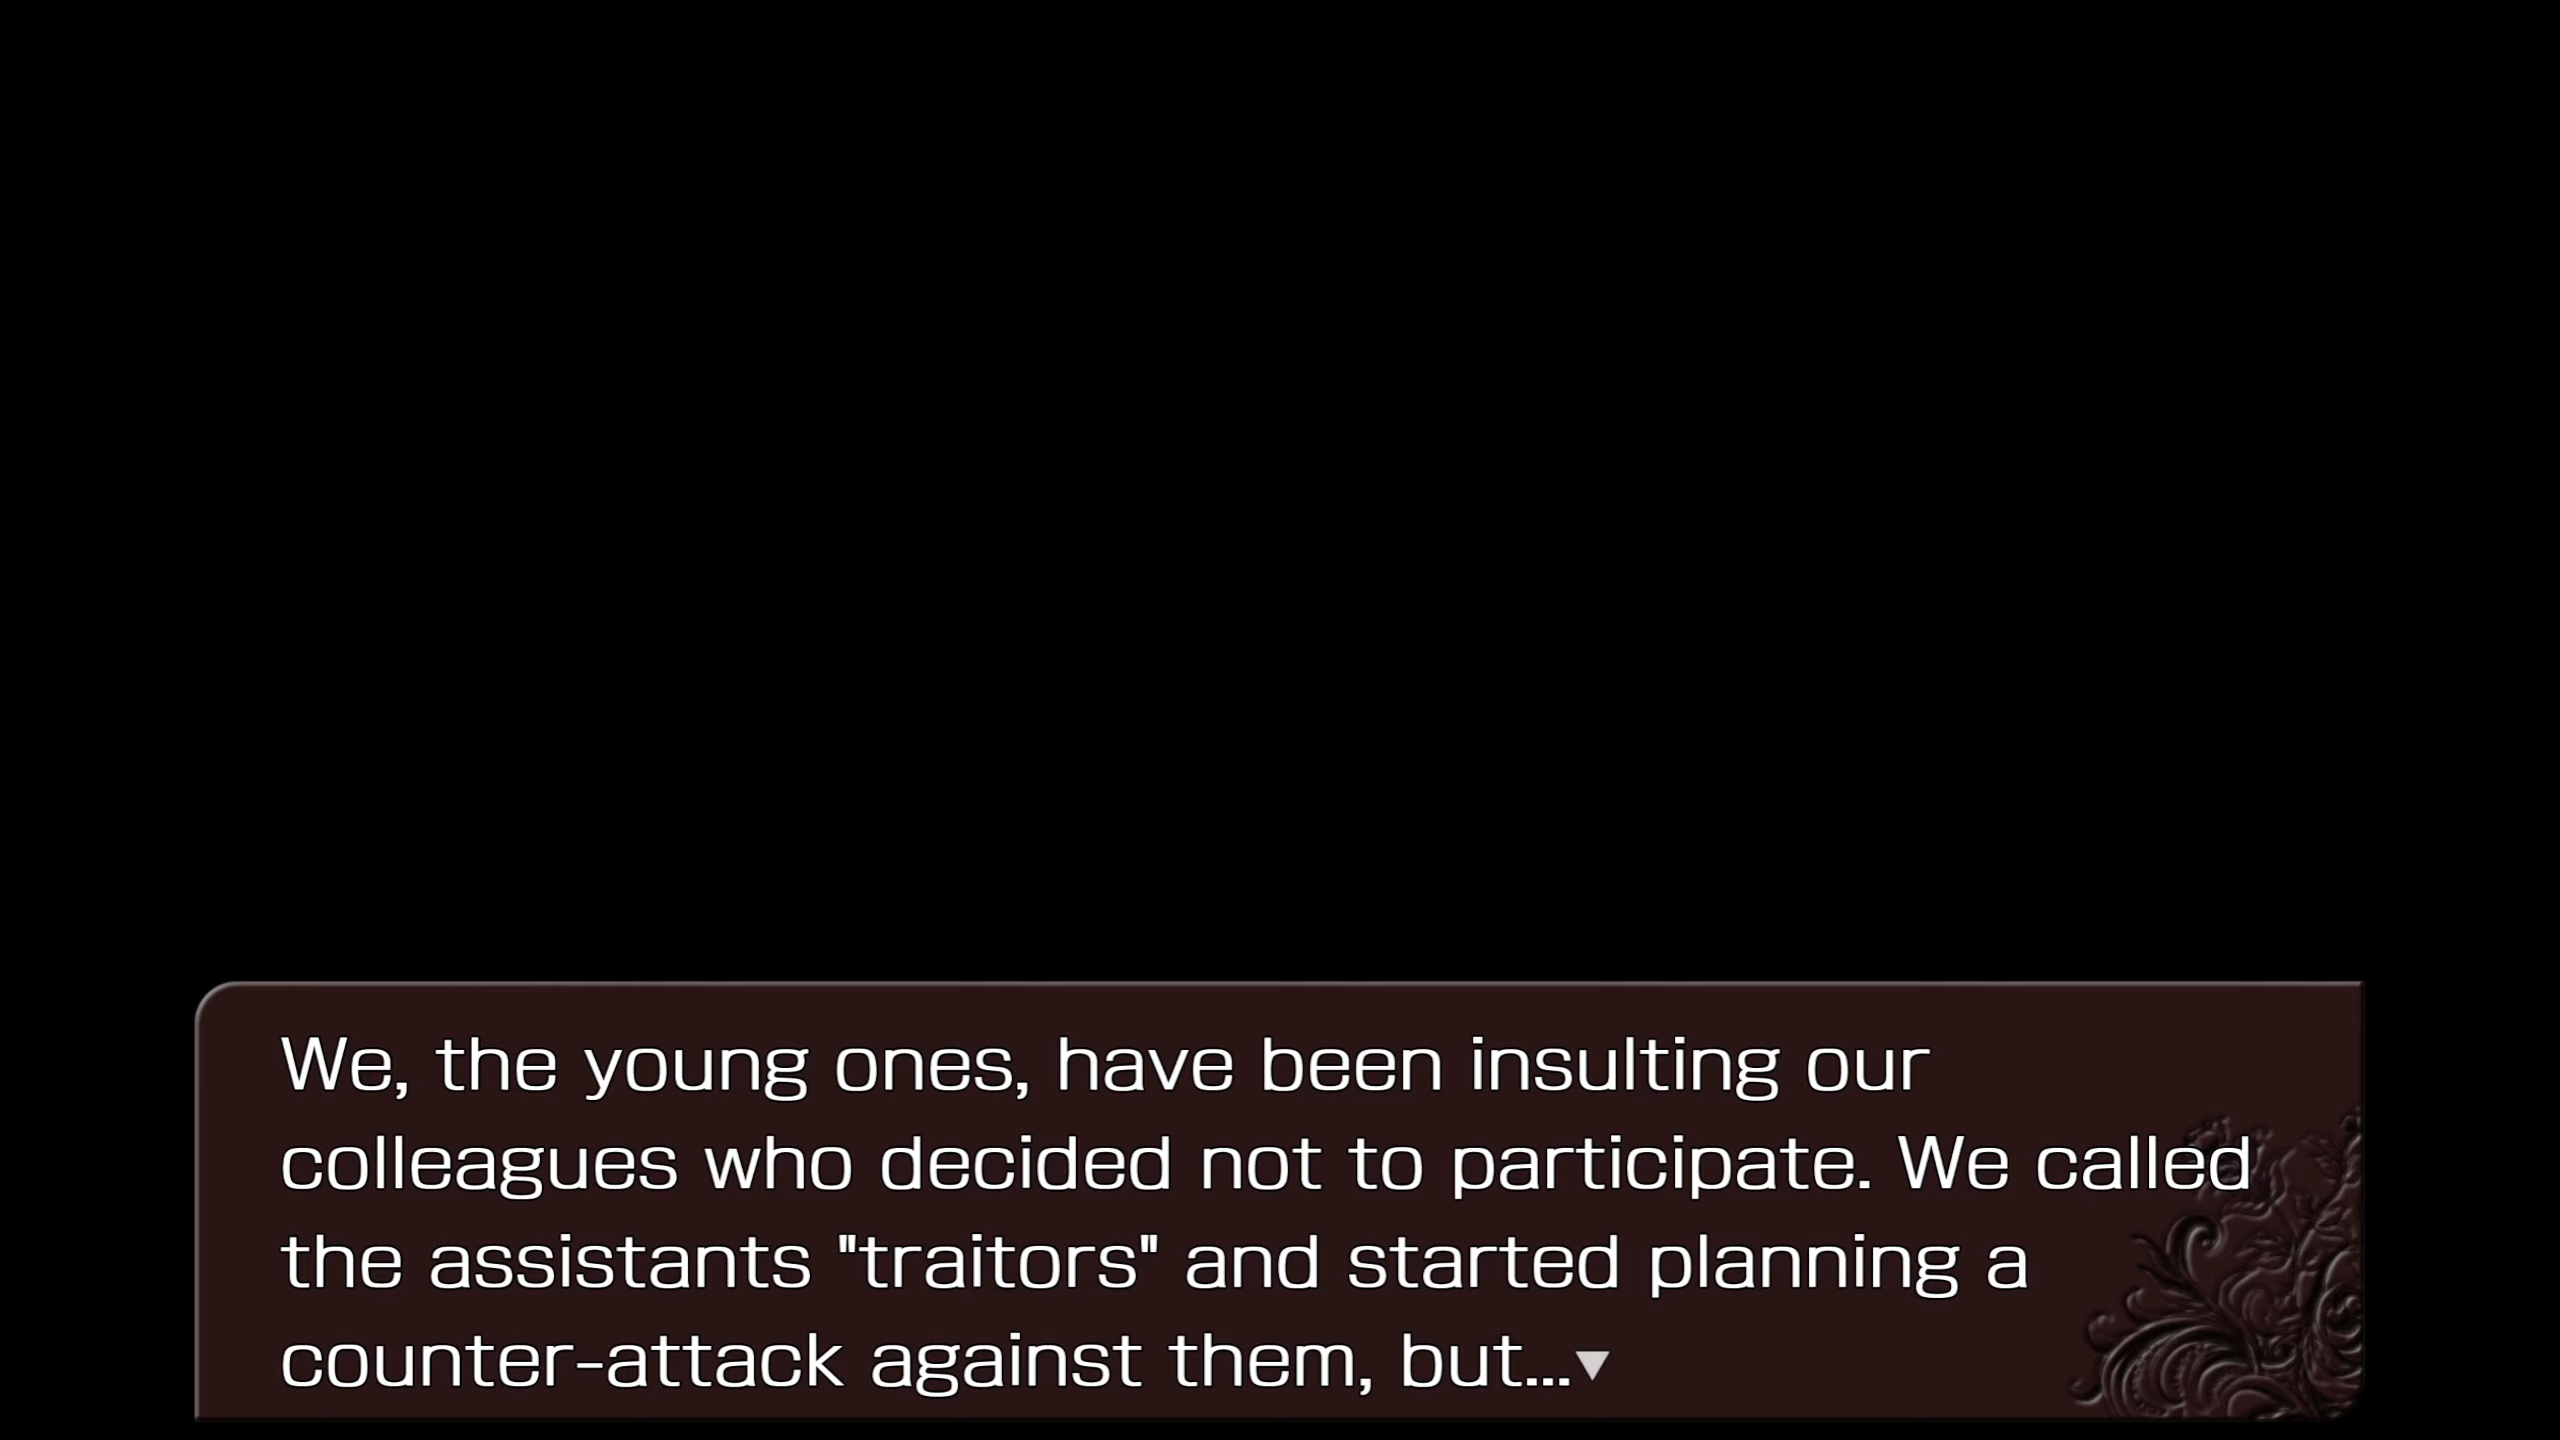 We, the young ones, have been insulting our
colleagues who decided not to participate. We called
the assistants "traitors" and started planning a
counter-attack against them, but...